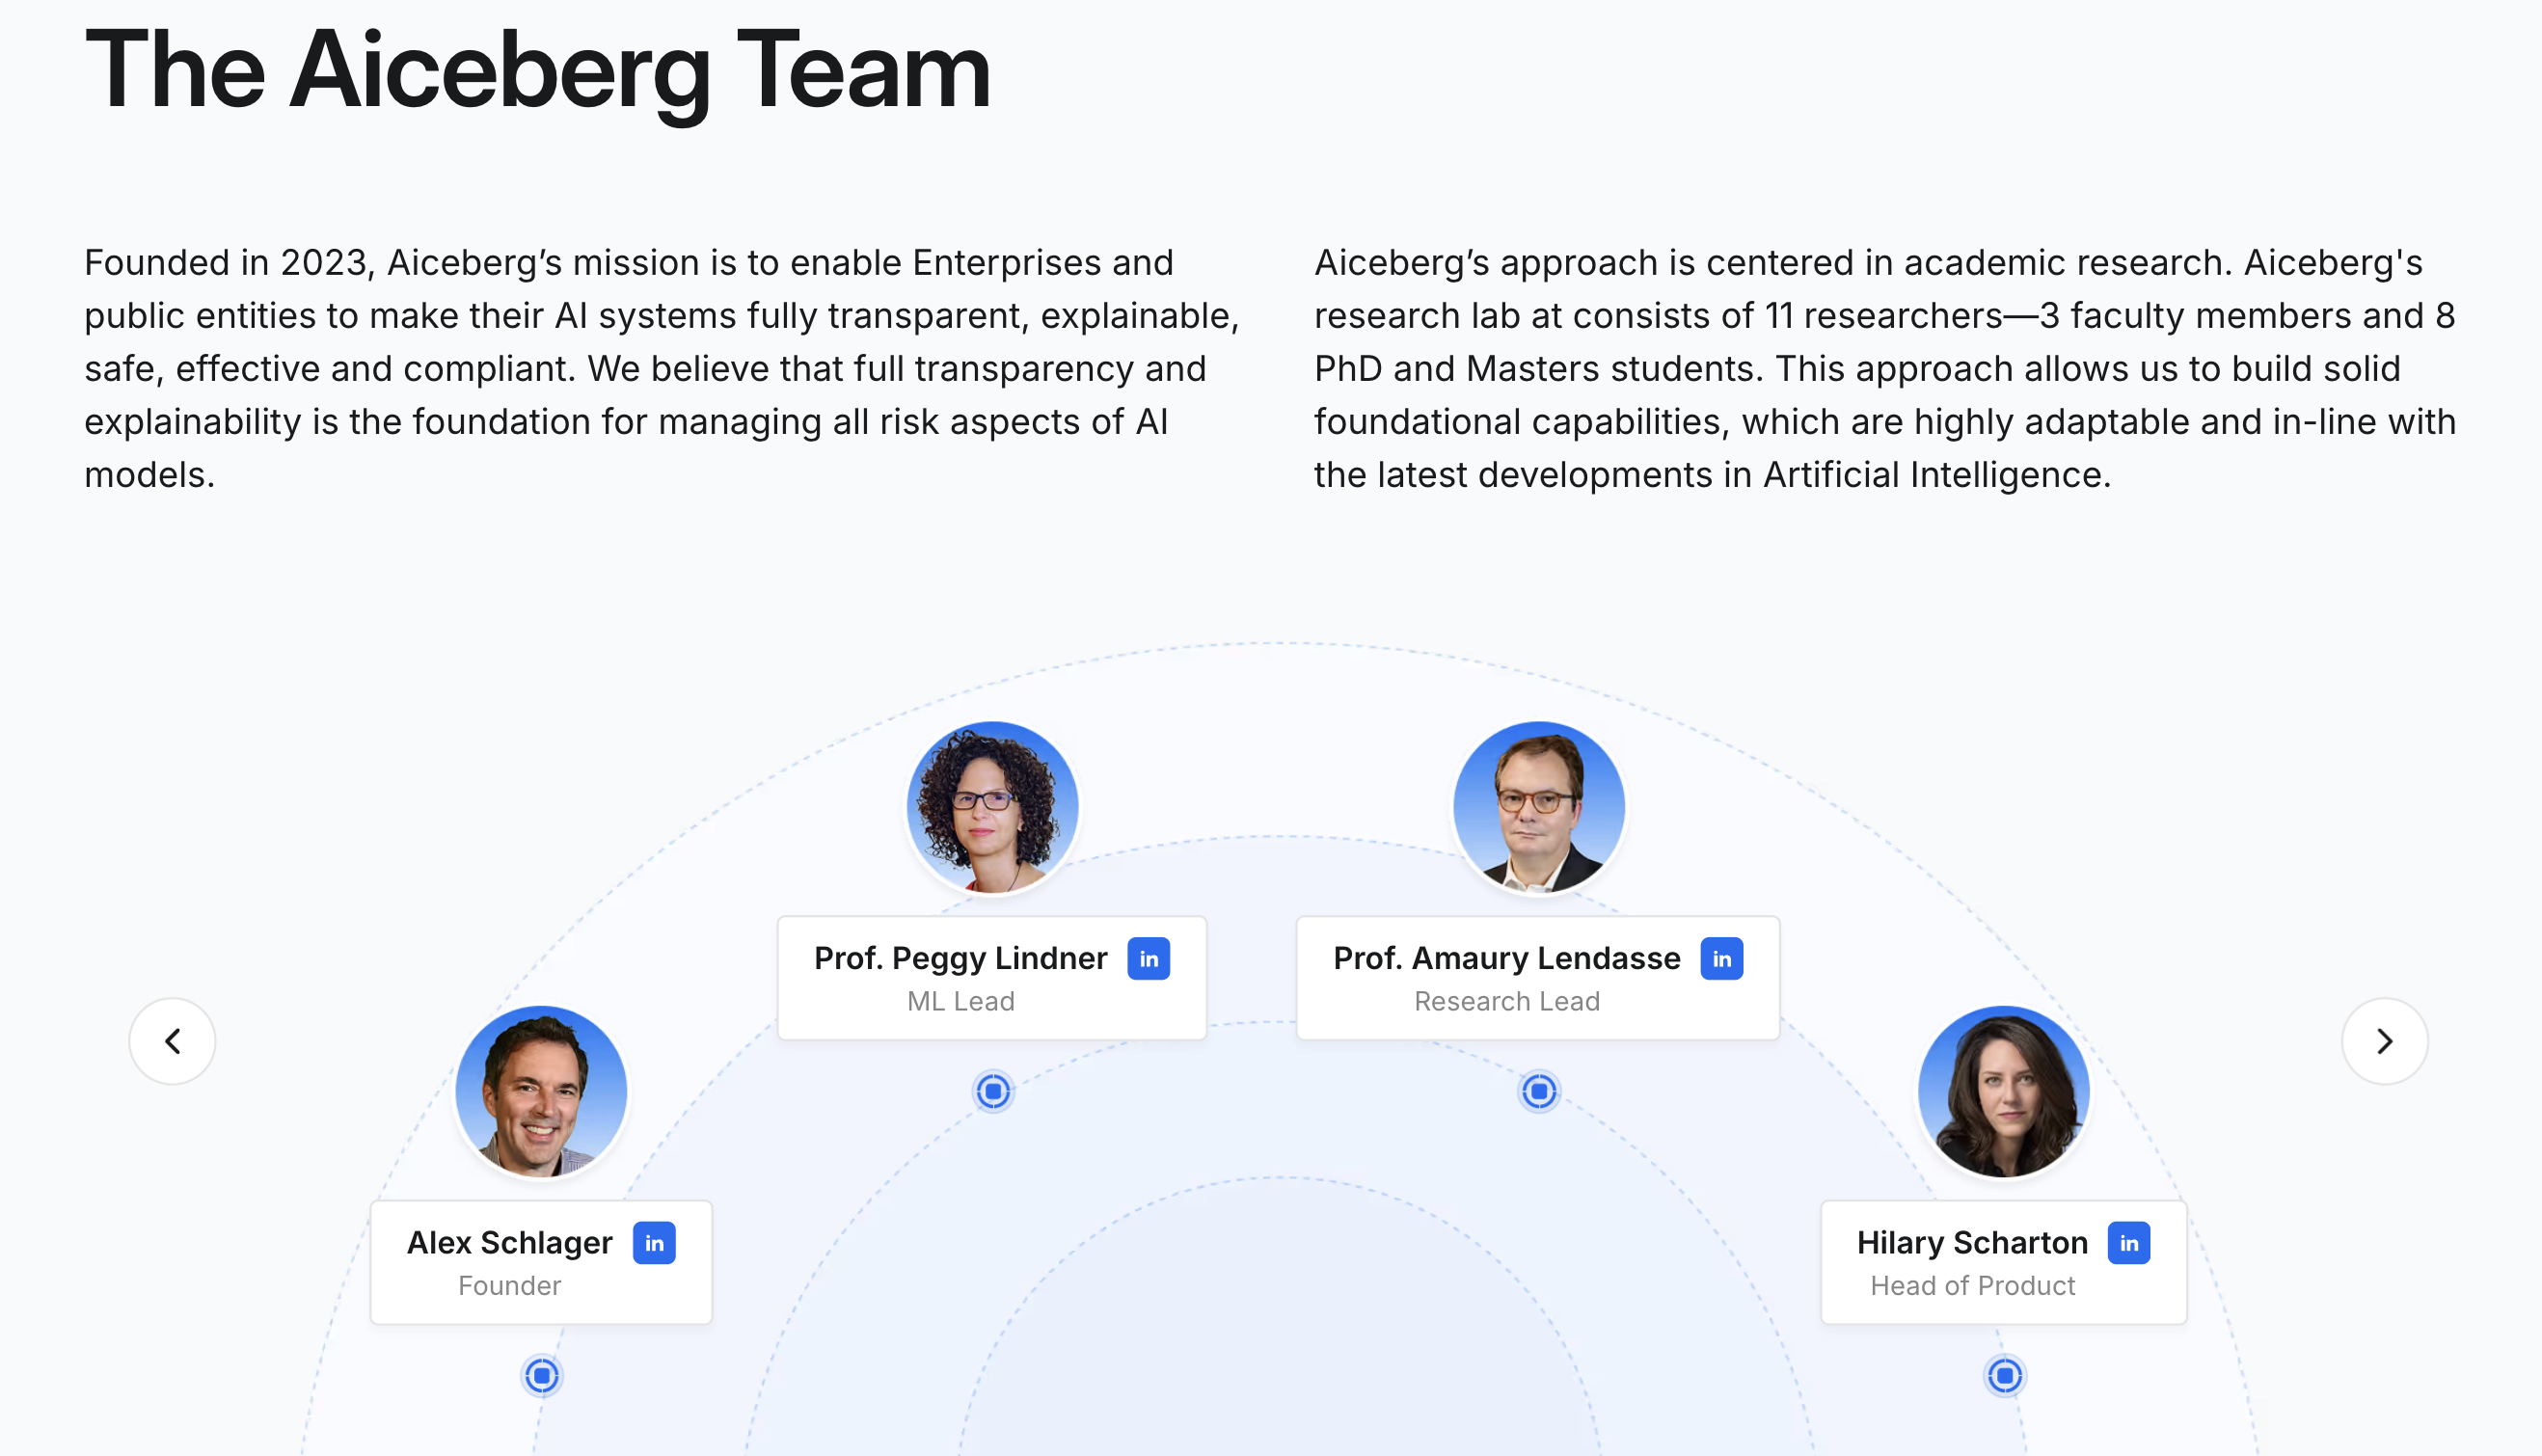 The Aiceberg Team
Founded in 2023, Aiceberg’s mission is to enable Enterprises and
public entities to make their AI systems fully transparent, explainable,
safe, effective and compliant. We believe that full transparency and
explainability is the foundation for managing all risk aspects of AI
models.
Aiceberg’s approach is centered in academic research. Aiceberg's
research lab at consists of 11 researchers—3 faculty members and 8
PhD and Masters students. This approach allows us to build solid
foundational capabilities, which are highly adaptable and in-line with
the latest developments in Artificial Intelligence.
Prof. Peggy Lindner in
ML Lead
Prof. Amaury Lendasse in
Research Lead
Alex Schlager in
Founder
Hilary Scharton in
Head of Product